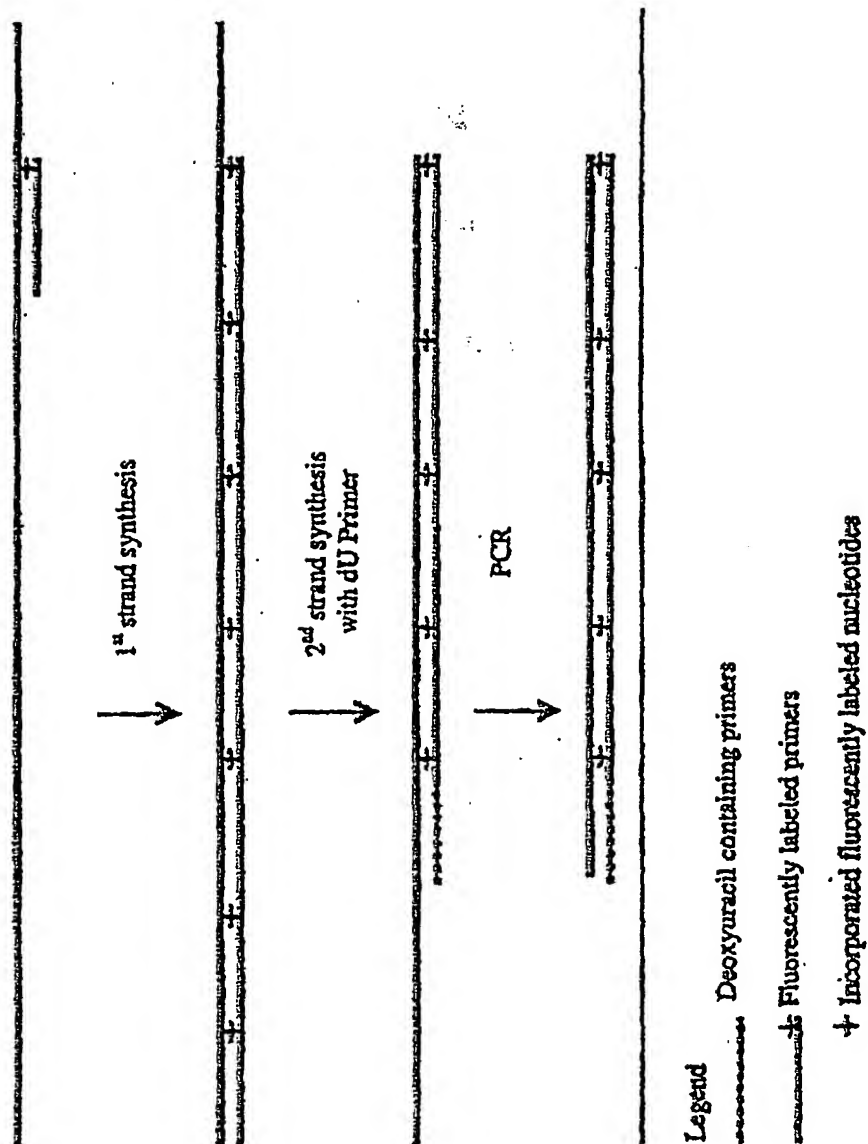 1st strand synthesis
2nd strand synthesis
with dU Primer
PCR
Legend
Deoxyuracil containing primers
Fluorescently labeled primers
Incorporated fluorescently labeled nucleotides